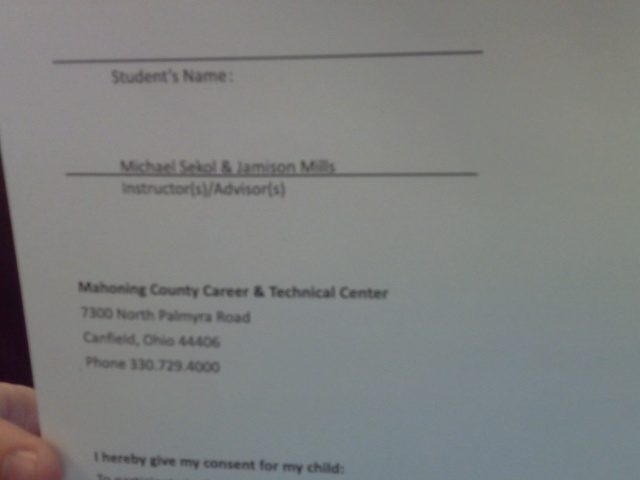 Student's Name:
Michael Sekol & Jamison Mills
Instructor(s)/Advisor(s)
Mahoning County Career & Technical Center
7300 North Palmyra Road
Canfield, Ohio 44406
Phone 330.729.4000
I hereby give my consent for my child:
To